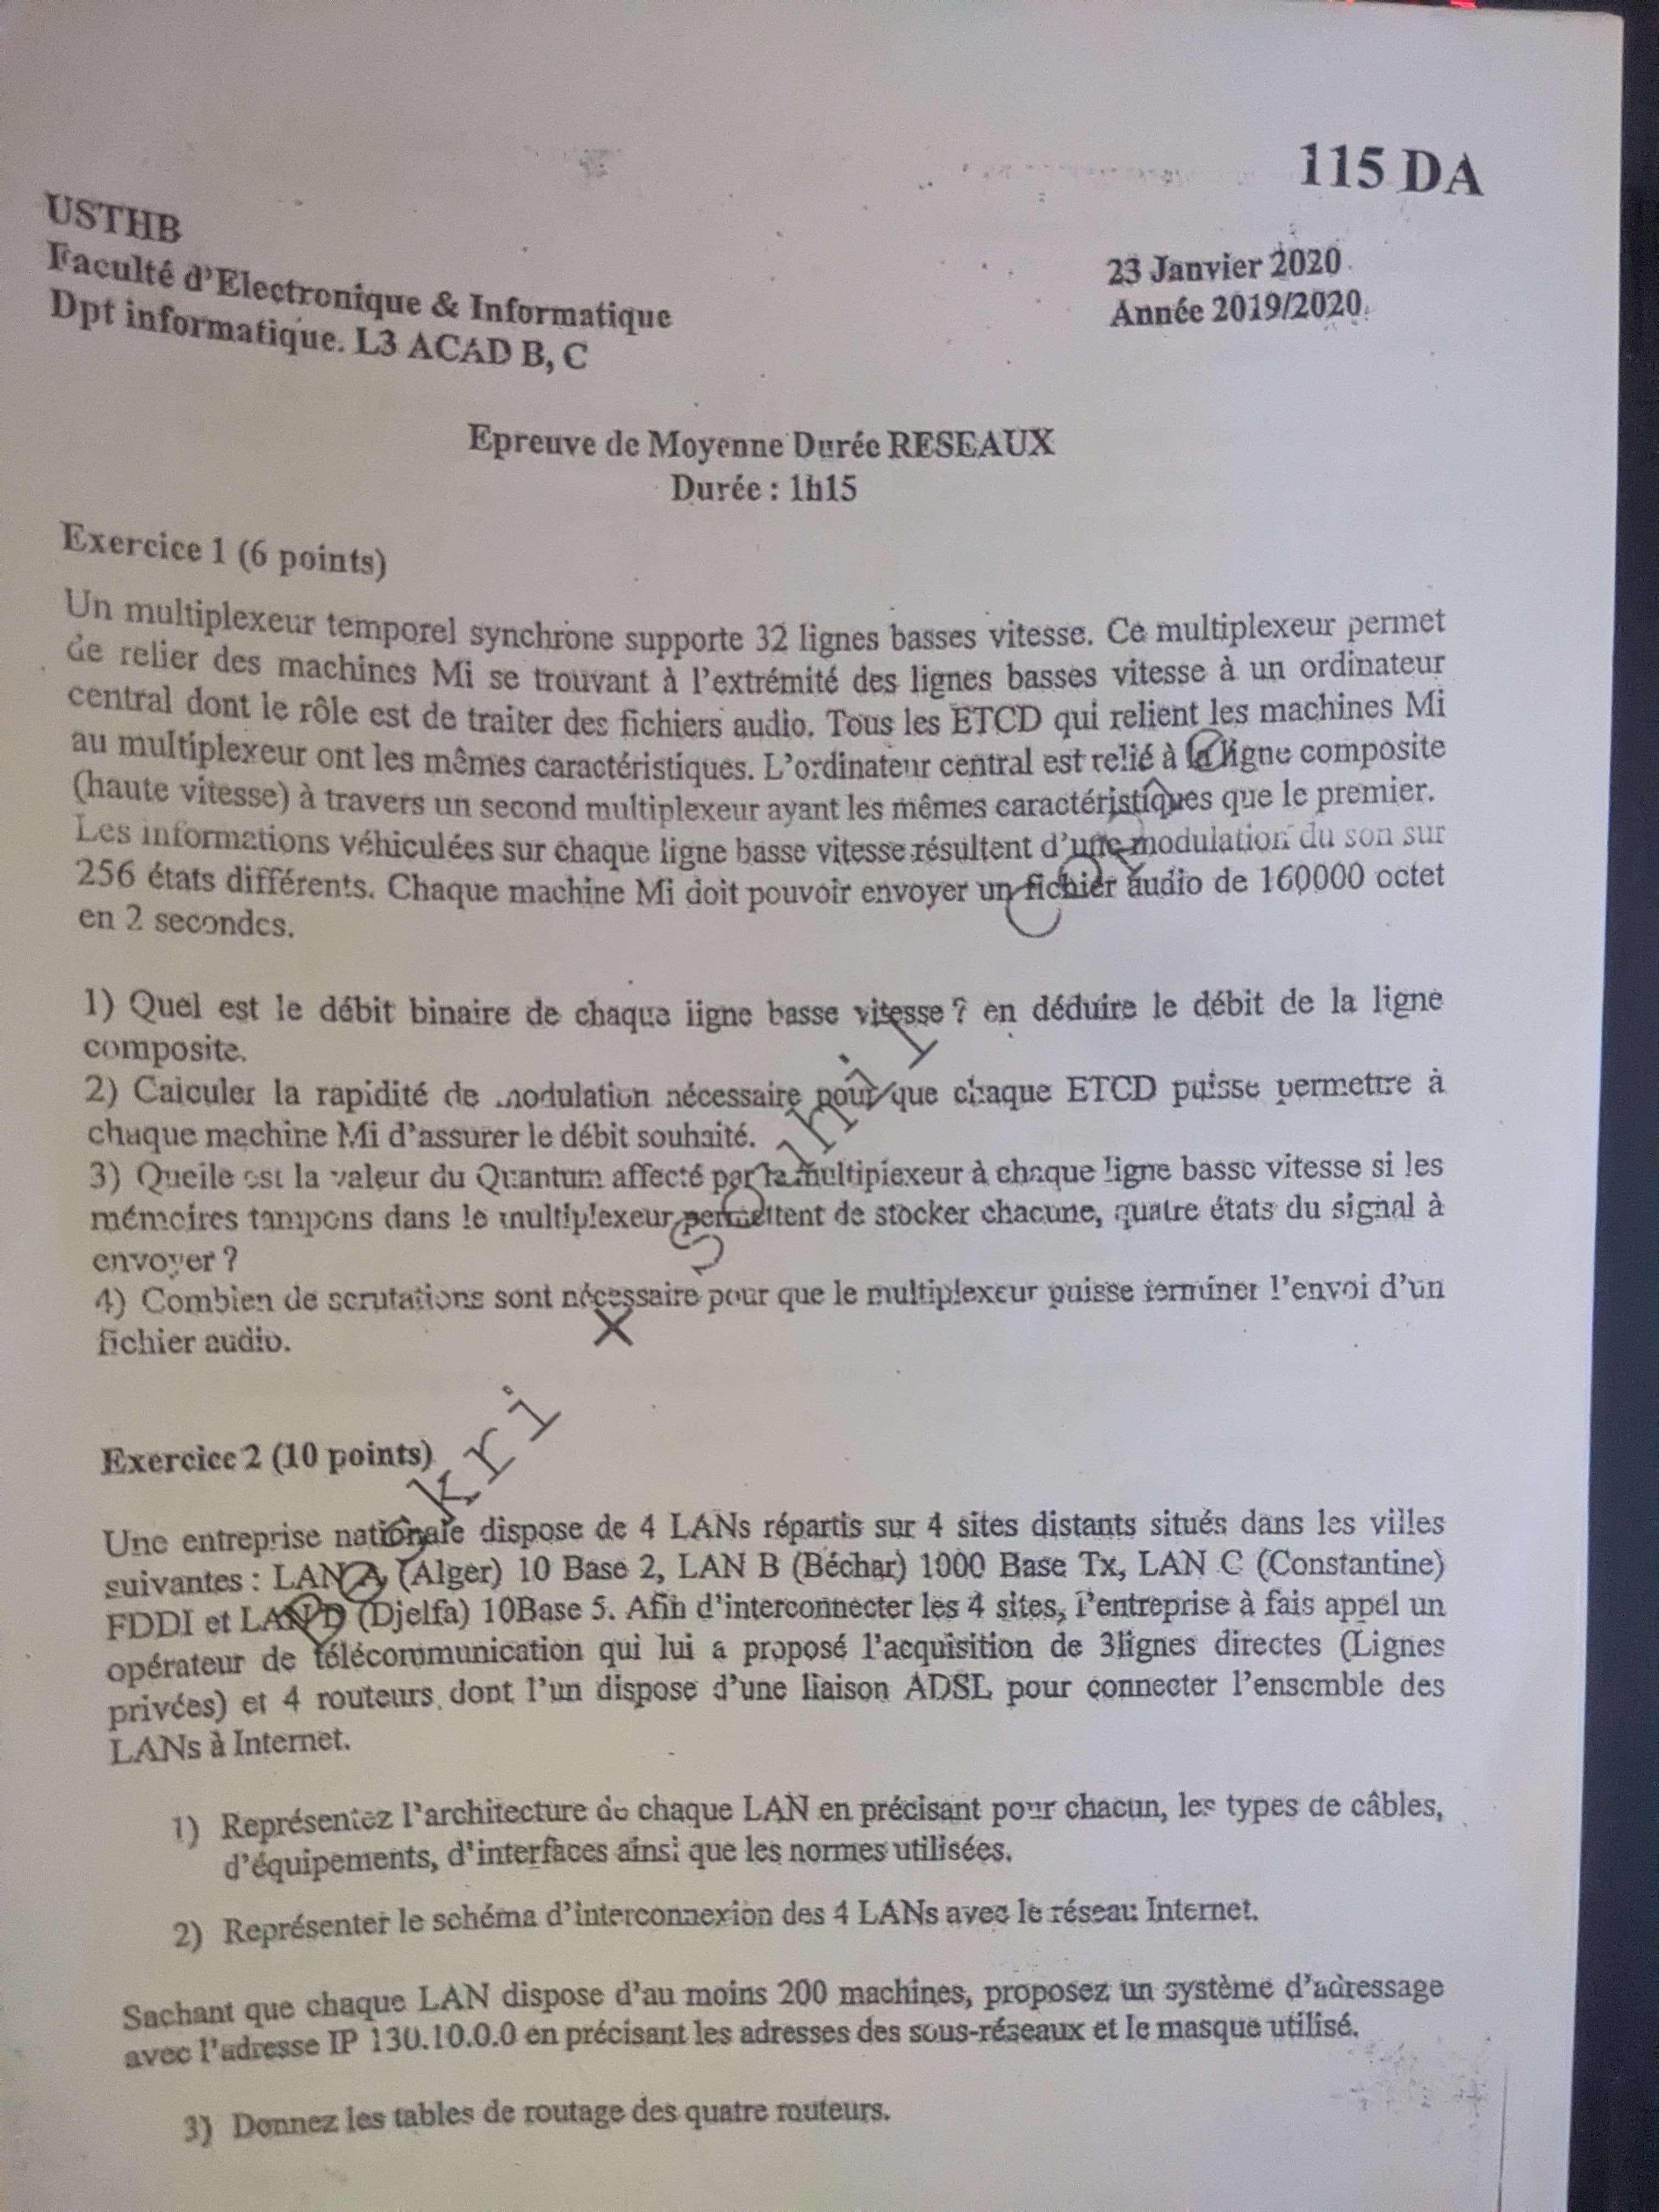 115 DA
USTHB
Faculté d'Electronique & Informatique
Dpt informatique. L3 ACAD B, C
23 Janvier 2020
Année 2019/2020
Epreuve de Moyenne Durée RESEAUX
Durée : 1h15
Exercice 1 (6 points)
Un multiplexeur temporel synchrone supporte 32 lignes basses vitesse. Ce multiplexeur permet
de relier des machines Mi se trouvant à l'extrémité des lignes basses vitesse à un ordinateur
central dont le rôle est de traiter des fichiers audio. Tous les ETCD qui relient les machines Mi
au multiplexeur ont les mêmes caractéristiques. L'ordinateur central est relié à la ligne composite
(haute vitesse) à travers un second multiplexeur ayant les mêmes caractéristiques que le premier.
Les informations véhiculées sur chaque ligne basse vitesse résultent d'une modulation du son sur
256 états différents. Chaque machine Mi doit pouvoir envoyer un fichier audio de 160000 octet
en 2 secondes.
1) Quel est le débit binaire de chaque ligne basse vitesse ? en déduire le débit de la ligne
composite.
2) Calculer la rapidité de modulation nécessaire pour que chaque ETCD puisse permettre à
chaque machine Mi d'assurer le débit souhaité.
3) Quelle est la valeur du Quantum affecté par le multiplexeur à chaque ligne basse vitesse si les
mémoires tampons dans le multiplexeur permettent de stocker chacune, quatre états du signal à
envoyer ?
4) Combien de scrutations sont nécessaire pour que le multiplexeur puisse terminer l'envoi d'un
fichier audio.
Exercice 2 (10 points)
Une entreprise nationale dispose de 4 LANs répartis sur 4 sites distants situés dans les villes
suivantes : LAN A (Alger) 10 Base 2, LAN B (Béchar) 1000 Base Tx, LAN C (Constantine)
FDDI et LAN D (Djelfa) 10Base 5. Afin d'interconnecter les 4 sites, l'entreprise à fais appel un
opérateur de télécommunication qui lui a proposé l'acquisition de 3lignes directes (Lignes
privées) et 4 routeurs dont l'un dispose d'une liaison ADSL pour connecter l'ensemble des
LANs à Internet.
1) Représentez l'architecture de chaque LAN en précisant pour chacun, les types de câbles,
d'équipements, d'interfaces ainsi que les normes utilisées.
2) Représenter le schéma d'interconnexion des 4 LANs avec le réseau Internet.
Sachant que chaque LAN dispose d'au moins 200 machines, proposez un système d'adressage
avec l'adresse IP 130.10.0.0 en précisant les adresses des sous-réseaux et le masque utilisé.
3) Donnez les tables de routage des quatre routeurs.